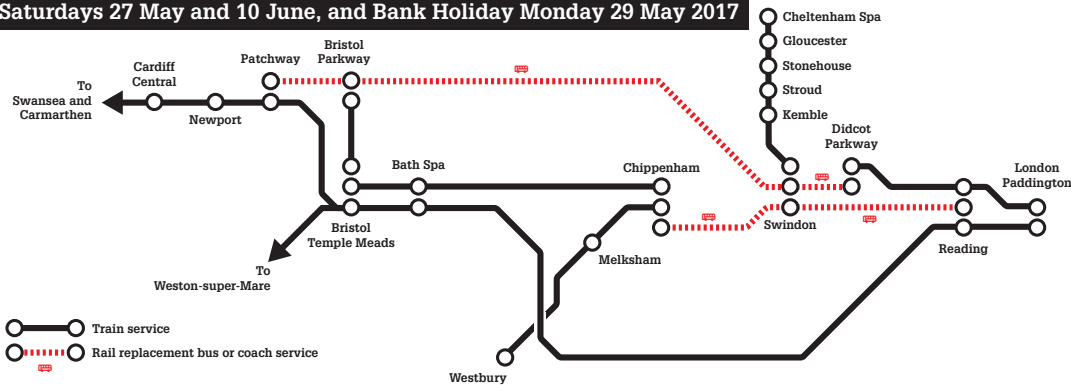 Saturdays 27 May and 10 June, and Bank Holiday Monday 29 May 2017
Cheltenham Spa
Gloucester
Stonehouse
Stroud
Kemble
Didcot
Parkway
London
Paddington
Bristol
Parkway
Patchway
Cardiff
Central
To
Swansea and
Carmarthen
Newport
Bath Spa
Chippenham
Swindon
Reading
Bristol
Temple Meads
Melksham
To
Weston-super-Mare
Train service
Rail replacement bus or coach service
Westbury